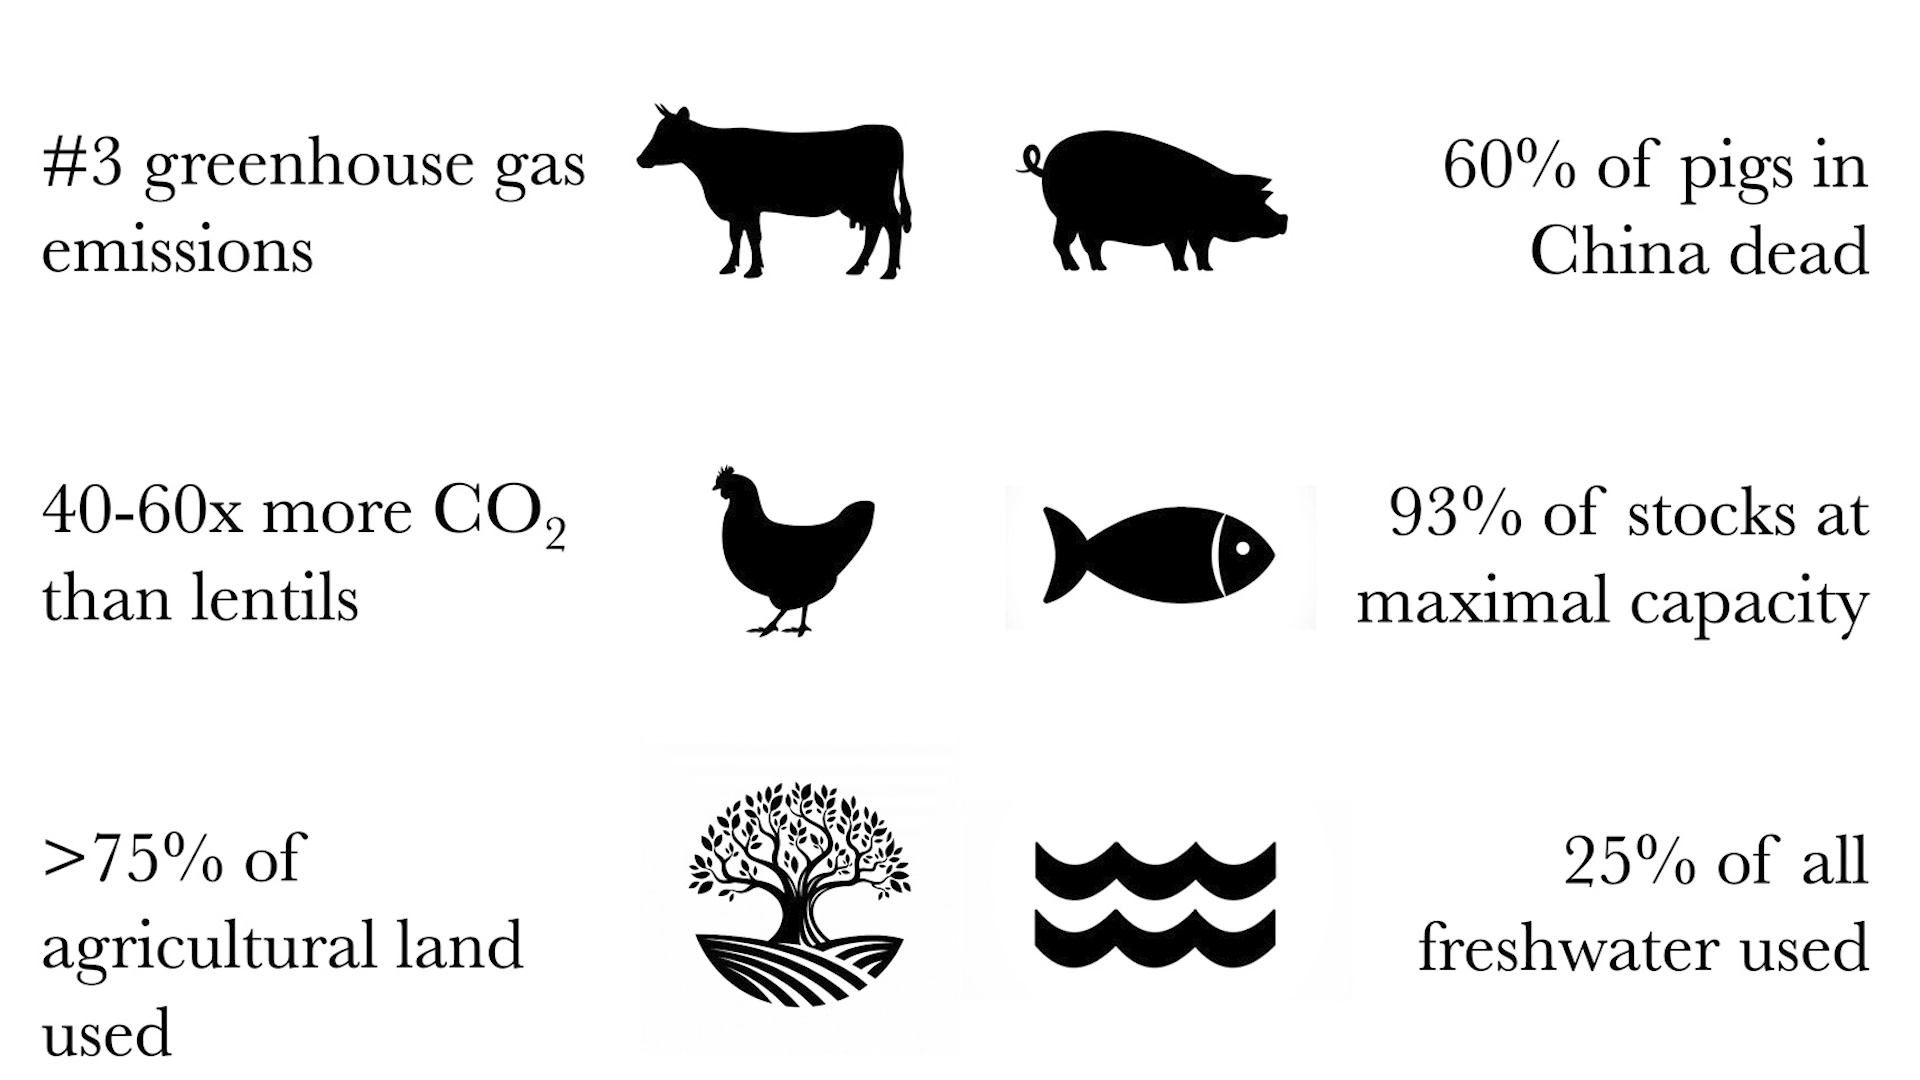 #3 greenhouse gas
emissions
60% of pigs in
China dead
40-60x more CO₂
than lentils
93% of stocks at
maximal capacity
>75% of
agricultural land
used
25% of all
freshwater used